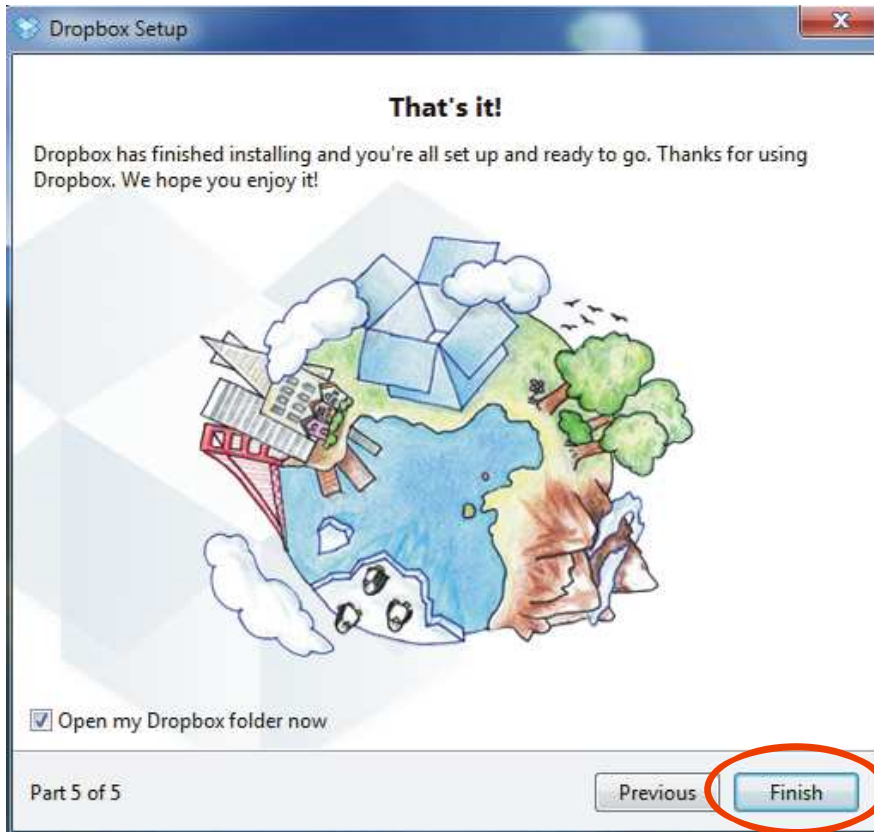 Dropbox Setup
That's it!
Dropbox has finished installing and you're all set up and ready to go. Thanks for using
Dropbox. We hope you enjoy it!
Open my Dropbox folder now
Part 5 of 5
Previous
Finish